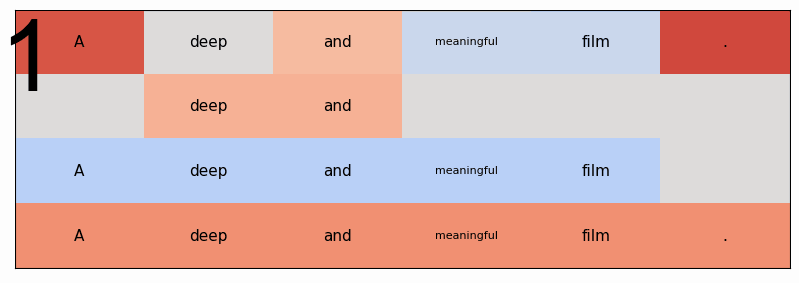 1
A deep and meaningful film .
deep and
A deep and meaningful film
A deep and meaningful film .